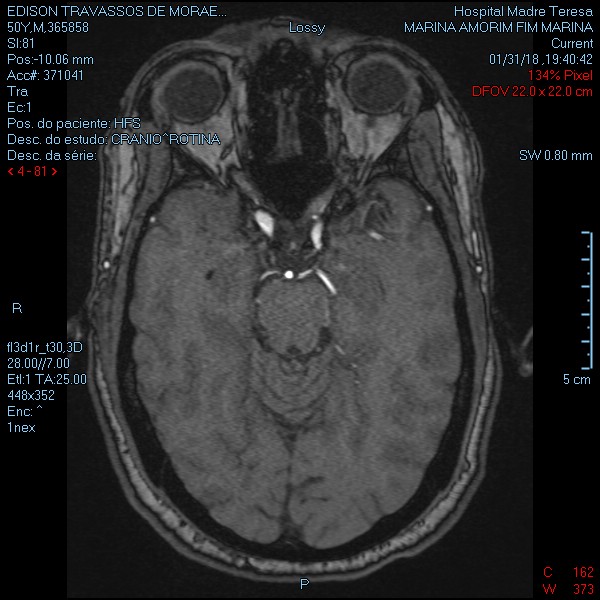 EDISON TRAVASSOS DE MORAE...
50Y,M,365858
Sl:81
Pos:-10.06 mm
Acc#: 371041
Tra
Ec:1
Pos. do paciente: HFS
Desc. do estudo: CRANIO^ROTINA
Desc. da série:
< 4 - 81 >
Lossy
Hospital Madre Teresa
MARINA AMORIM FIM MARINA
Current
01/31/18 ,19:40:42
134% Pixel
DFOV 22.0 x 22.0 cm
SW 0.80 mm
R
fl3d1r_t30,3D
28.00//7.00
Etl:1 TA:25.00
448x352
Enc: ^
1nex
5 cm
P
C 162
W 373